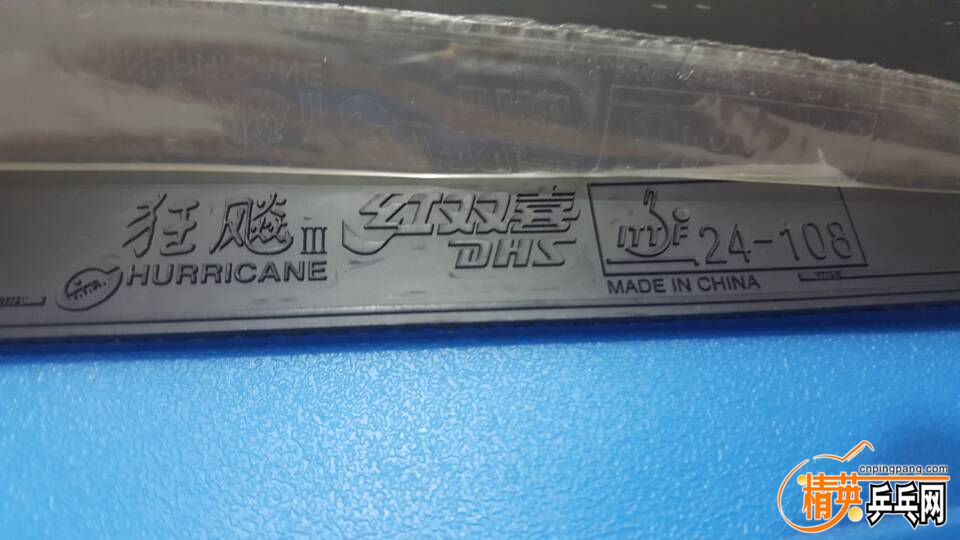 狂飚 III
HURRICANE
红双喜
DHS
ITTF 24-108
MADE IN CHINA
cnpingpang.com
精英乒乓网